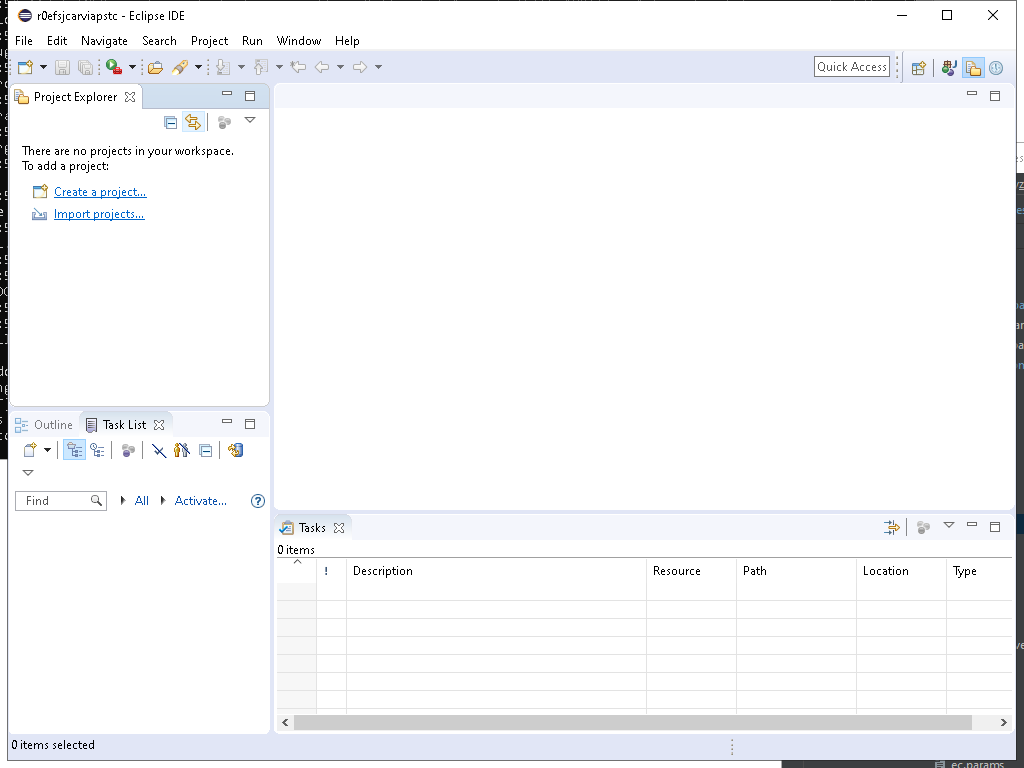 r0efsjcarviapstc - Eclipse IDE
File Edit Navigate Search Project Run Window Help
Quick Access
Project Explorer
There are no projects in your workspace.
To add a project:
Create a project...
Import projects...
Outline Task List
Find All Activate...
Tasks
0 items
! Description Resource Path Location Type
0 items selected
ec.params